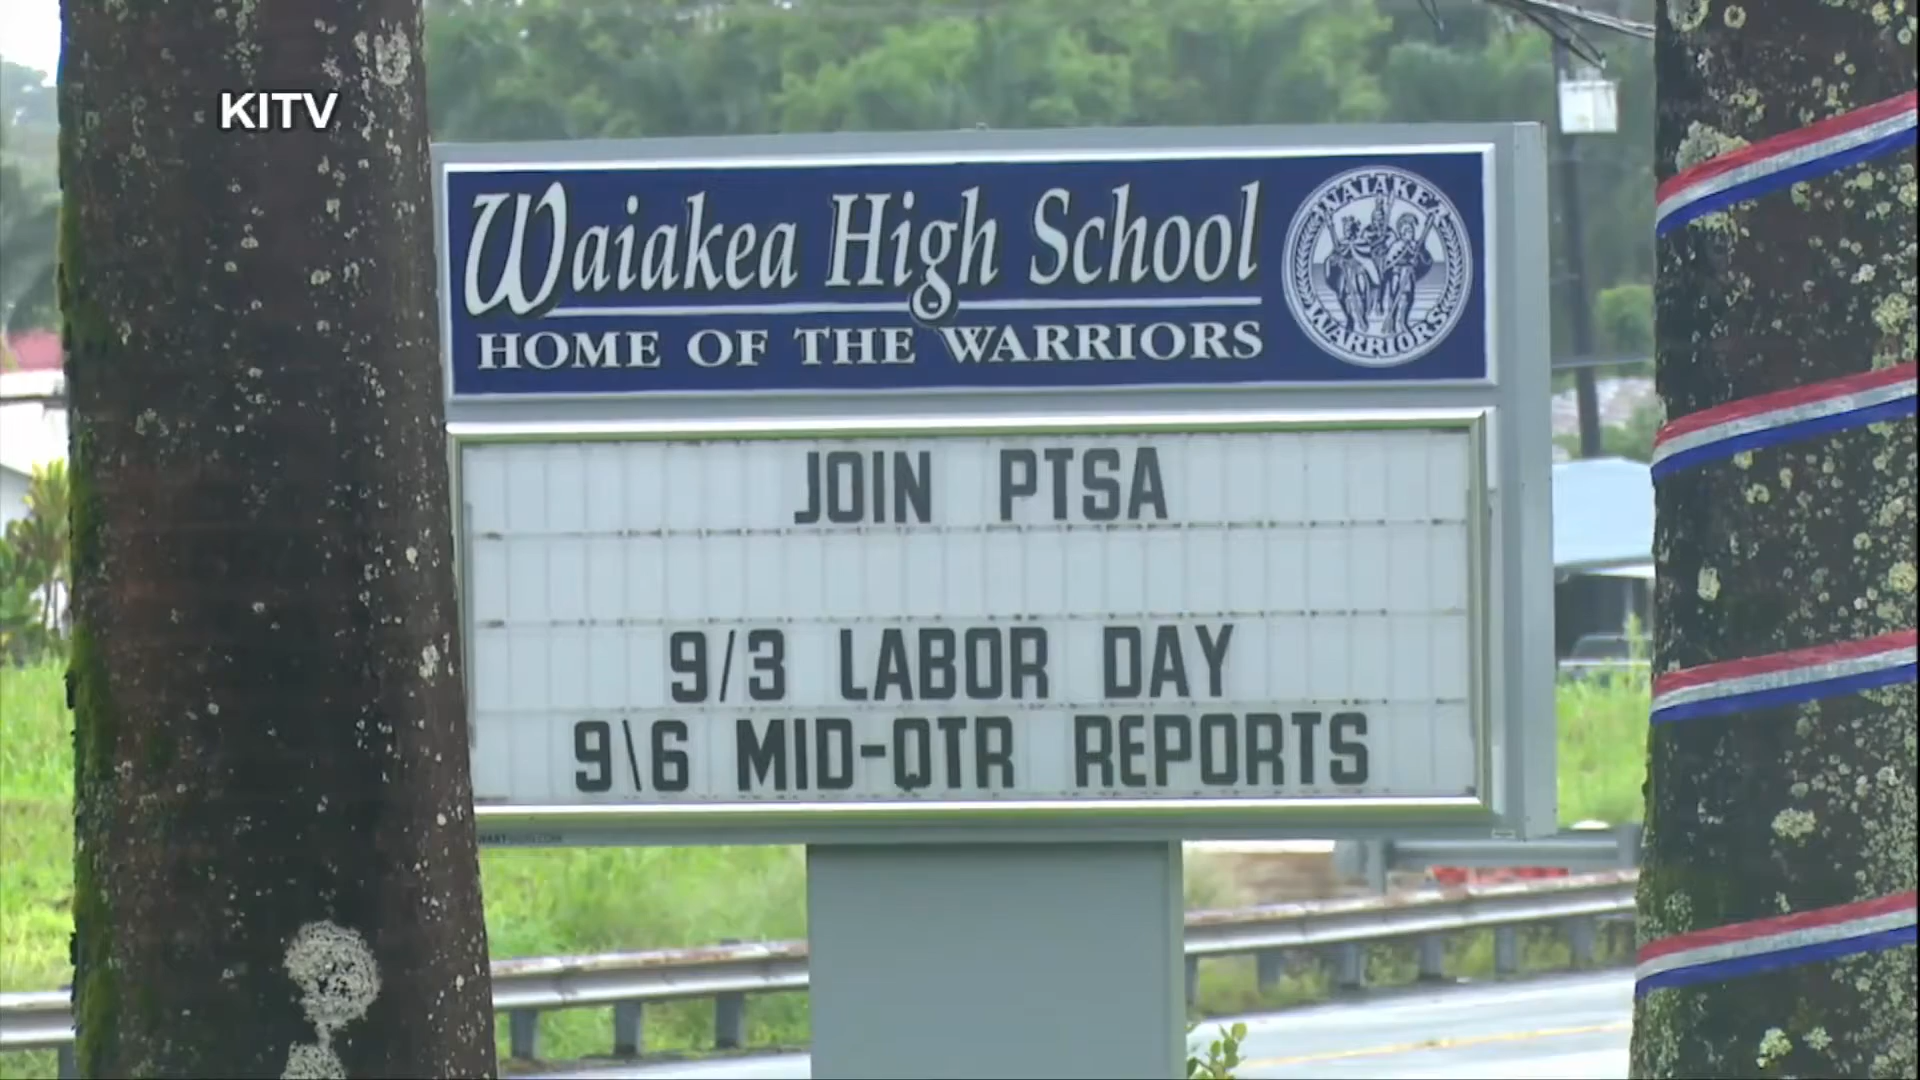 KITV
Waiakea High School
HOME OF THE WARRIORS
WAIAKEA
WARRIORS
JOIN PTSA
9/3 LABOR DAY
9\6 MID-QTR REPORTS